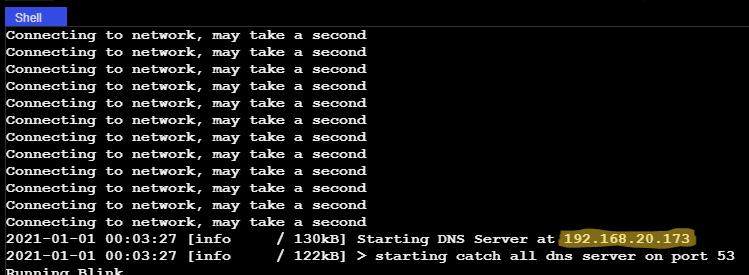 Shell
Connecting to network, may take a second
Connecting to network, may take a second
Connecting to network, may take a second
Connecting to network, may take a second
Connecting to network, may take a second
Connecting to network, may take a second
Connecting to network, may take a second
Connecting to network, may take a second
Connecting to network, may take a second
Connecting to network, may take a second
Connecting to network, may take a second
Connecting to network, may take a second
2021-01-01 00:03:27 [info     / 130kB] Starting DNS Server at 192.168.20.173
2021-01-01 00:03:27 [info     / 122kB] > starting catch all dns server on port 53
Running Blink